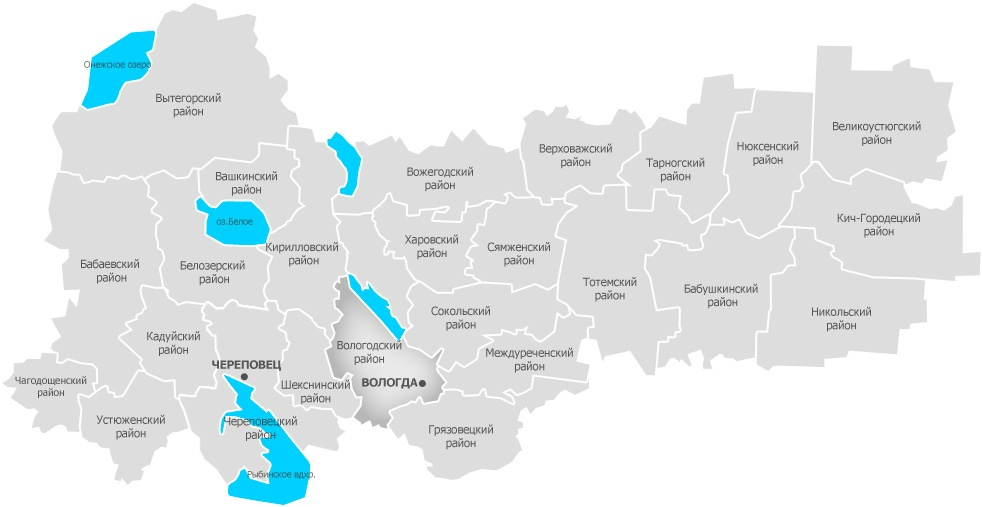 Онежское озеро
Вытегорский
район
Великоустюгский
район
Верховажский
район
Нюксенский
район
Тарногский
район
Вожегодский
район
Вашкинский
район
оз.Белое
Кич-Городецкий
район
Кирилловский
район
Харовский
район
Сямженский
район
Бабаевский
район
Белозерский
район
Тотемский
район
Бабушкинский
район
Сокольский
район
Никольский
район
Кадуйский
район
Вологодский
район
Междуреченский
район
ЧЕРЕПОВЕЦ
Чагодощенский
район
Шекснинский
район
ВОЛОГДА
Устюженский
район
Череповецкий
район
Грязовецкий
район
Рыбинское вдхр.